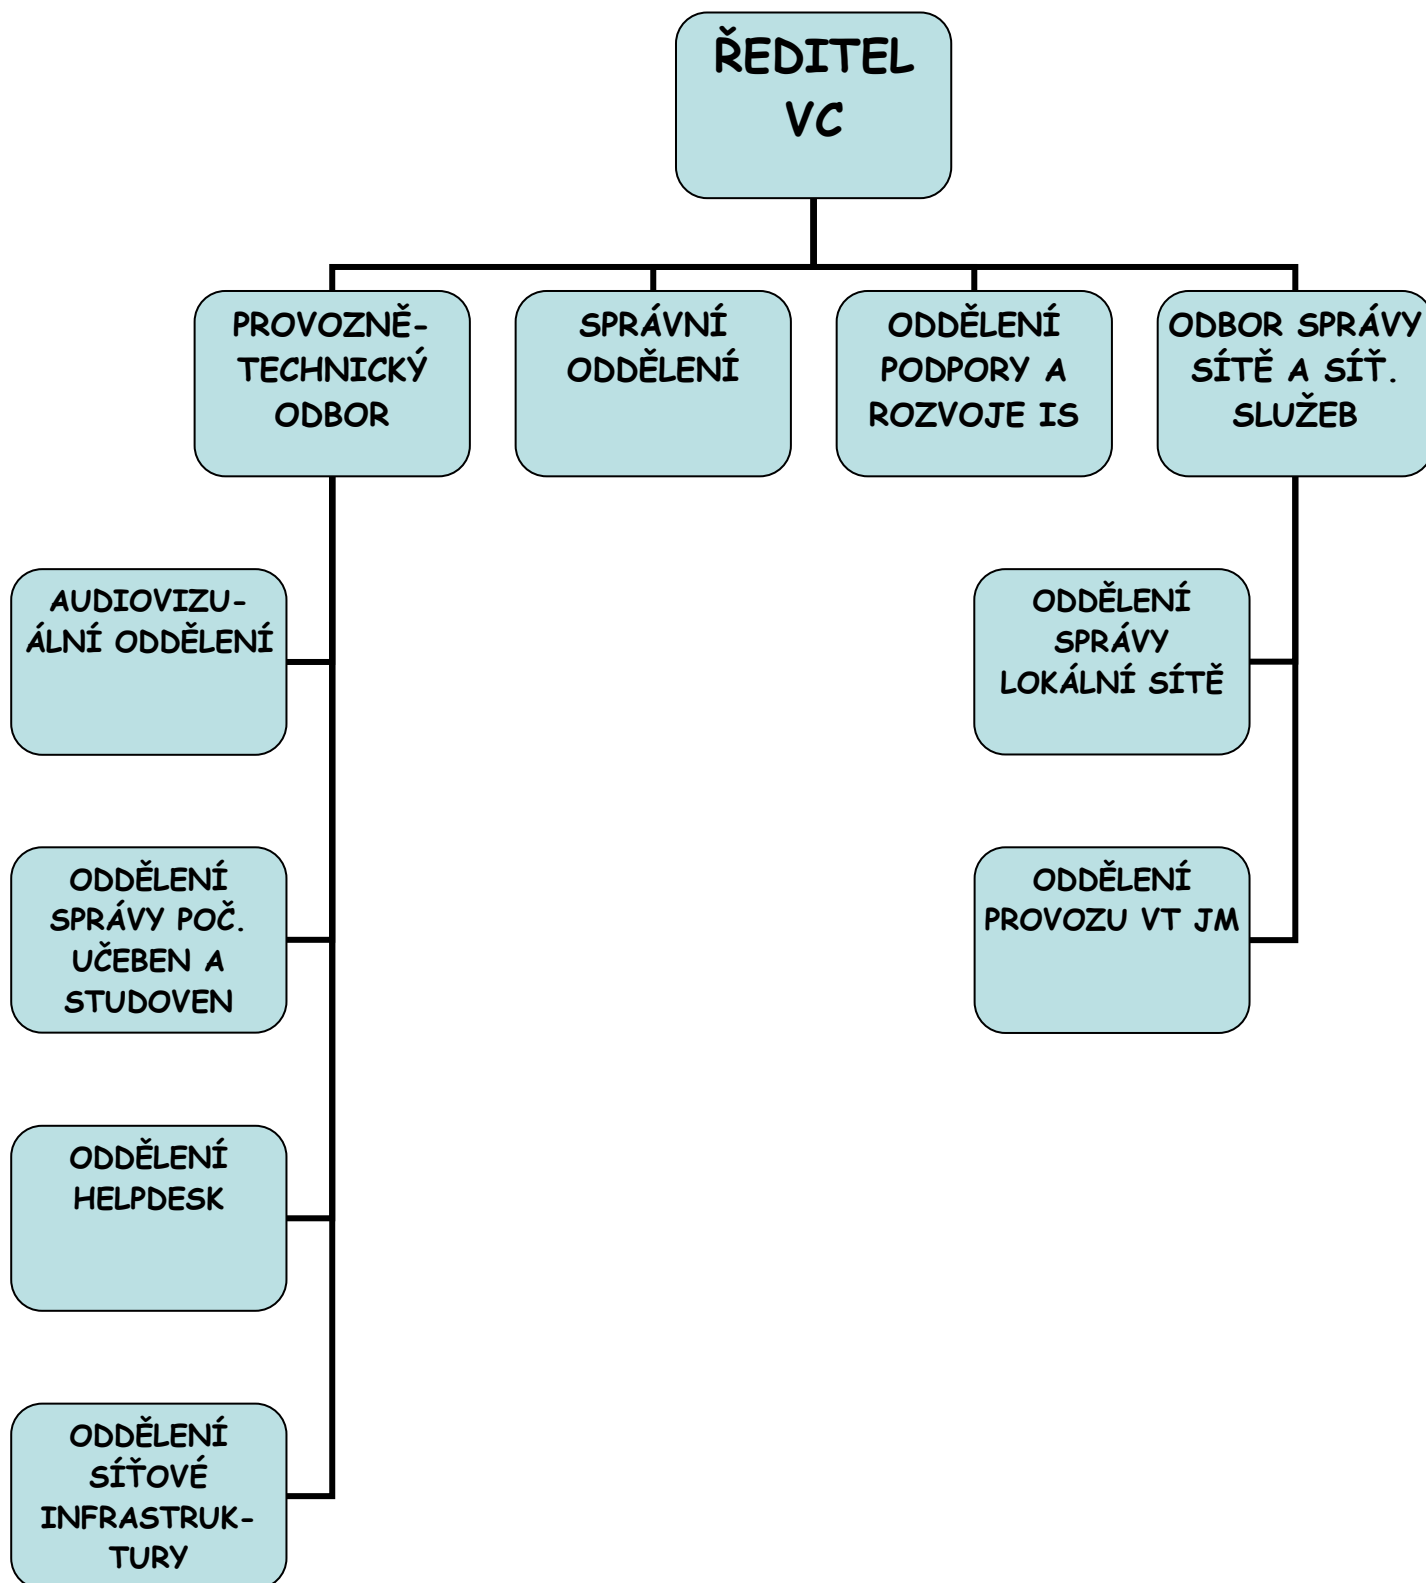 ŘEDITEL
VC
PROVOZNĚ-
TECHNICKÝ
ODBOR
SPRÁVNÍ
ODDĚLENÍ
ODDĚLENÍ
PODPORY A
ROZVOJE IS
ODBOR SPRÁVY
SÍTĚ A SÍŤ.
SLUŽEB
AUDIOVIZU-
ÁLNÍ ODDĚLENÍ
ODDĚLENÍ
SPRÁVY
LOKÁLNÍ SÍTĚ
ODDĚLENÍ
SPRÁVY POČ.
UČEBEN A
STUDOVEN
ODDĚLENÍ
PROVOZU VT JM
ODDĚLENÍ
HELPDESK
ODDĚLENÍ
SÍŤOVÉ
INFRASTRUK-
TURY